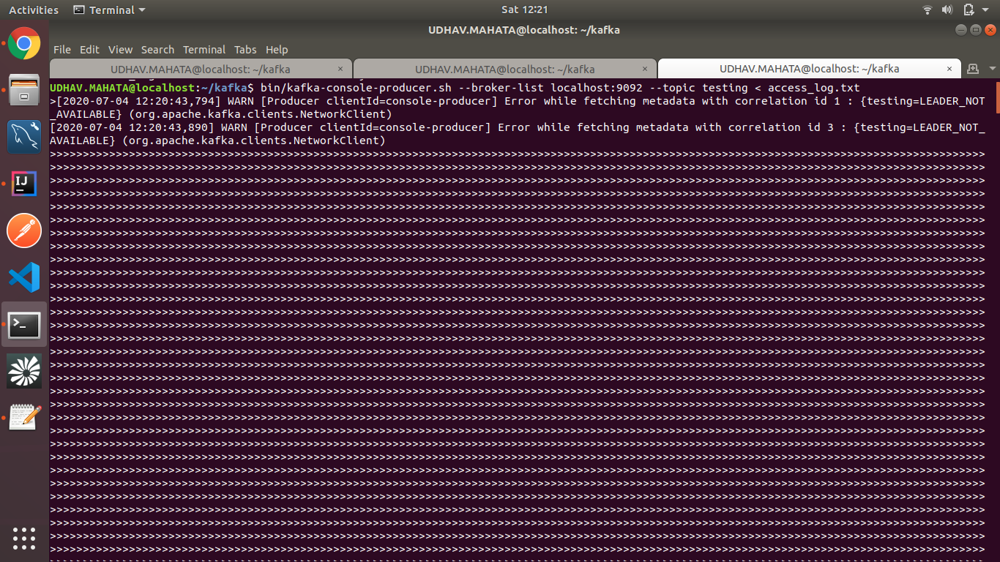 Activities
Terminal
Sat 12:21
UDHAV.MAHATA@localhost: ~/kafka
File Edit View Search Terminal Tabs Help
UDHAV.MAHATA@localhost: ~/kafka × UDHAV.MAHATA@localhost: ~/kafka × UDHAV.MAHATA@localhost: ~/kafka ×
UDHAV.MAHATA@localhost:~/kafka$ bin/kafka-console-producer.sh --broker-list localhost:9092 --topic testing < access_log.txt
>[2020-07-04 12:20:43,794] WARN [Producer clientId=console-producer] Error while fetching metadata with correlation id 1 : {testing=LEADER_NOT
_AVAILABLE} (org.apache.kafka.clients.NetworkClient)
[2020-07-04 12:20:43,890] WARN [Producer clientId=console-producer] Error while fetching metadata with correlation id 3 : {testing=LEADER_NOT_
AVAILABLE} (org.apache.kafka.clients.NetworkClient)
>>>>>>>>>>>>>>>>>>>>>>>>>>>>>>>>>>>>>>>>>>>>>>>>>>>>>>>>>>>>>>>>>>>>>>>>>>>>>>>>>>>>>>>>>>>>>>>>>>>>>>>>>>>>>>>>>>>>>>>>>>>>>>>>>>>>>>>>>>>>>>
>>>>>>>>>>>>>>>>>>>>>>>>>>>>>>>>>>>>>>>>>>>>>>>>>>>>>>>>>>>>>>>>>>>>>>>>>>>>>>>>>>>>>>>>>>>>>>>>>>>>>>>>>>>>>>>>>>>>>>>>>>>>>>>>>>>>>>>>>>>>>>
>>>>>>>>>>>>>>>>>>>>>>>>>>>>>>>>>>>>>>>>>>>>>>>>>>>>>>>>>>>>>>>>>>>>>>>>>>>>>>>>>>>>>>>>>>>>>>>>>>>>>>>>>>>>>>>>>>>>>>>>>>>>>>>>>>>>>>>>>>>>>>
IJ